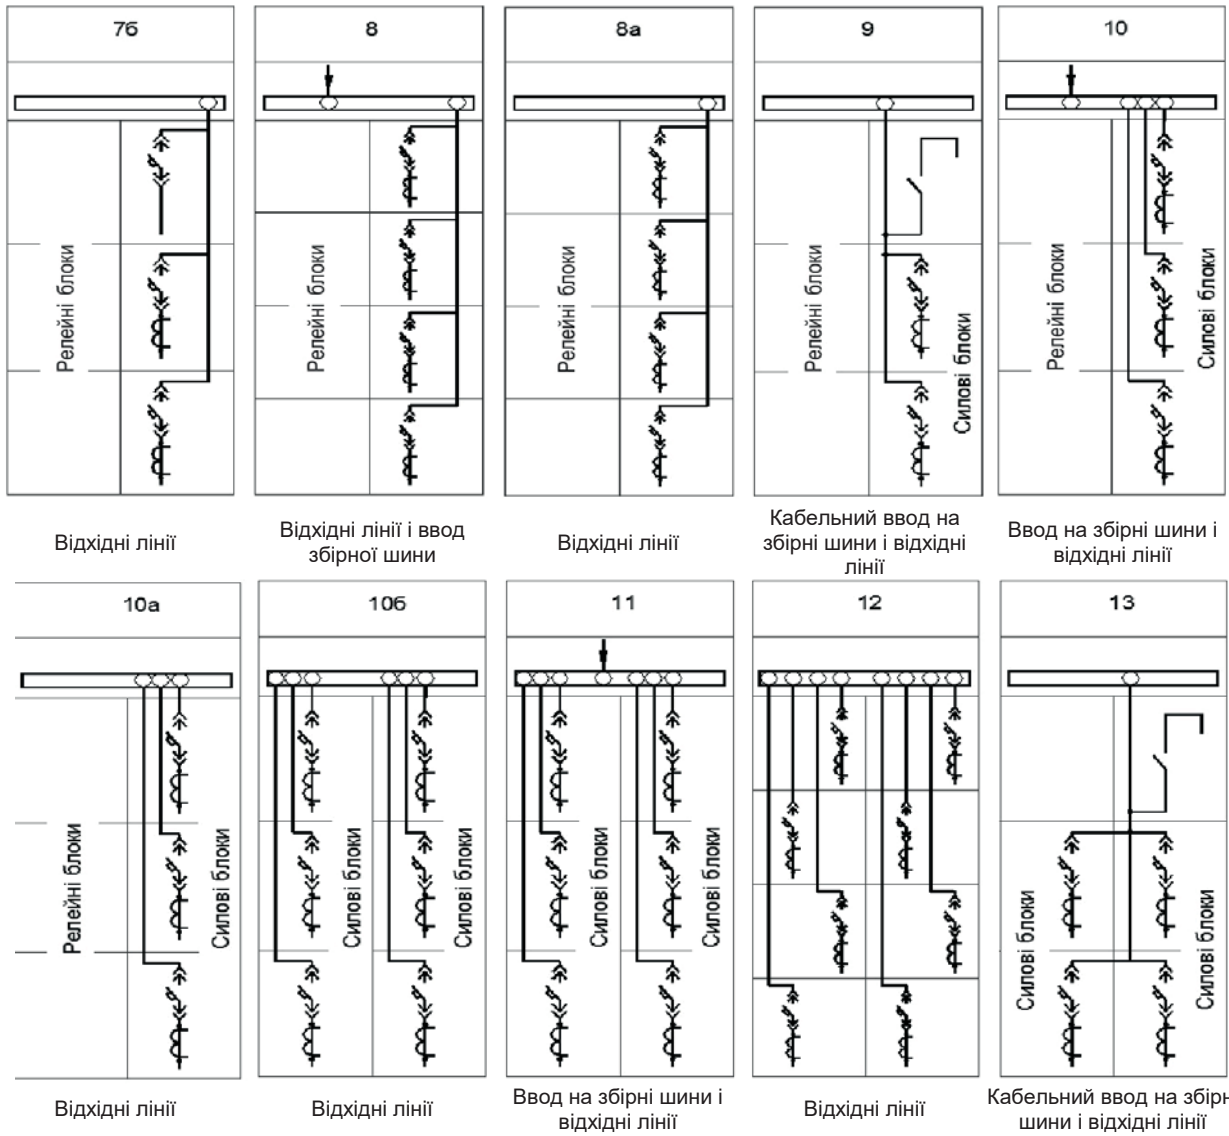 7б
8
8а
9
10
Релейні блоки
Релейні блоки
Релейні блоки
Релейні блоки
Силові блоки
Релейні блоки
Силові блоки
Відхідні лінії
Відхідні лінії і ввод
збірної шини
Відхідні лінії
Кабельний ввод на
збірні шини і відхідні
лінії
Ввод на збірні шини і
відхідні лінії
10а
10б
11
12
13
Релейні блоки
Силові блоки
Силові блоки
Силові блоки
Силові блоки
Силові блоки
Силові блоки
Силові блоки
Відхідні лінії
Відхідні лінії
Ввод на збірні шини і
відхідні лінії
Відхідні лінії
Кабельний ввод на збірн
шини і відхідні лінії